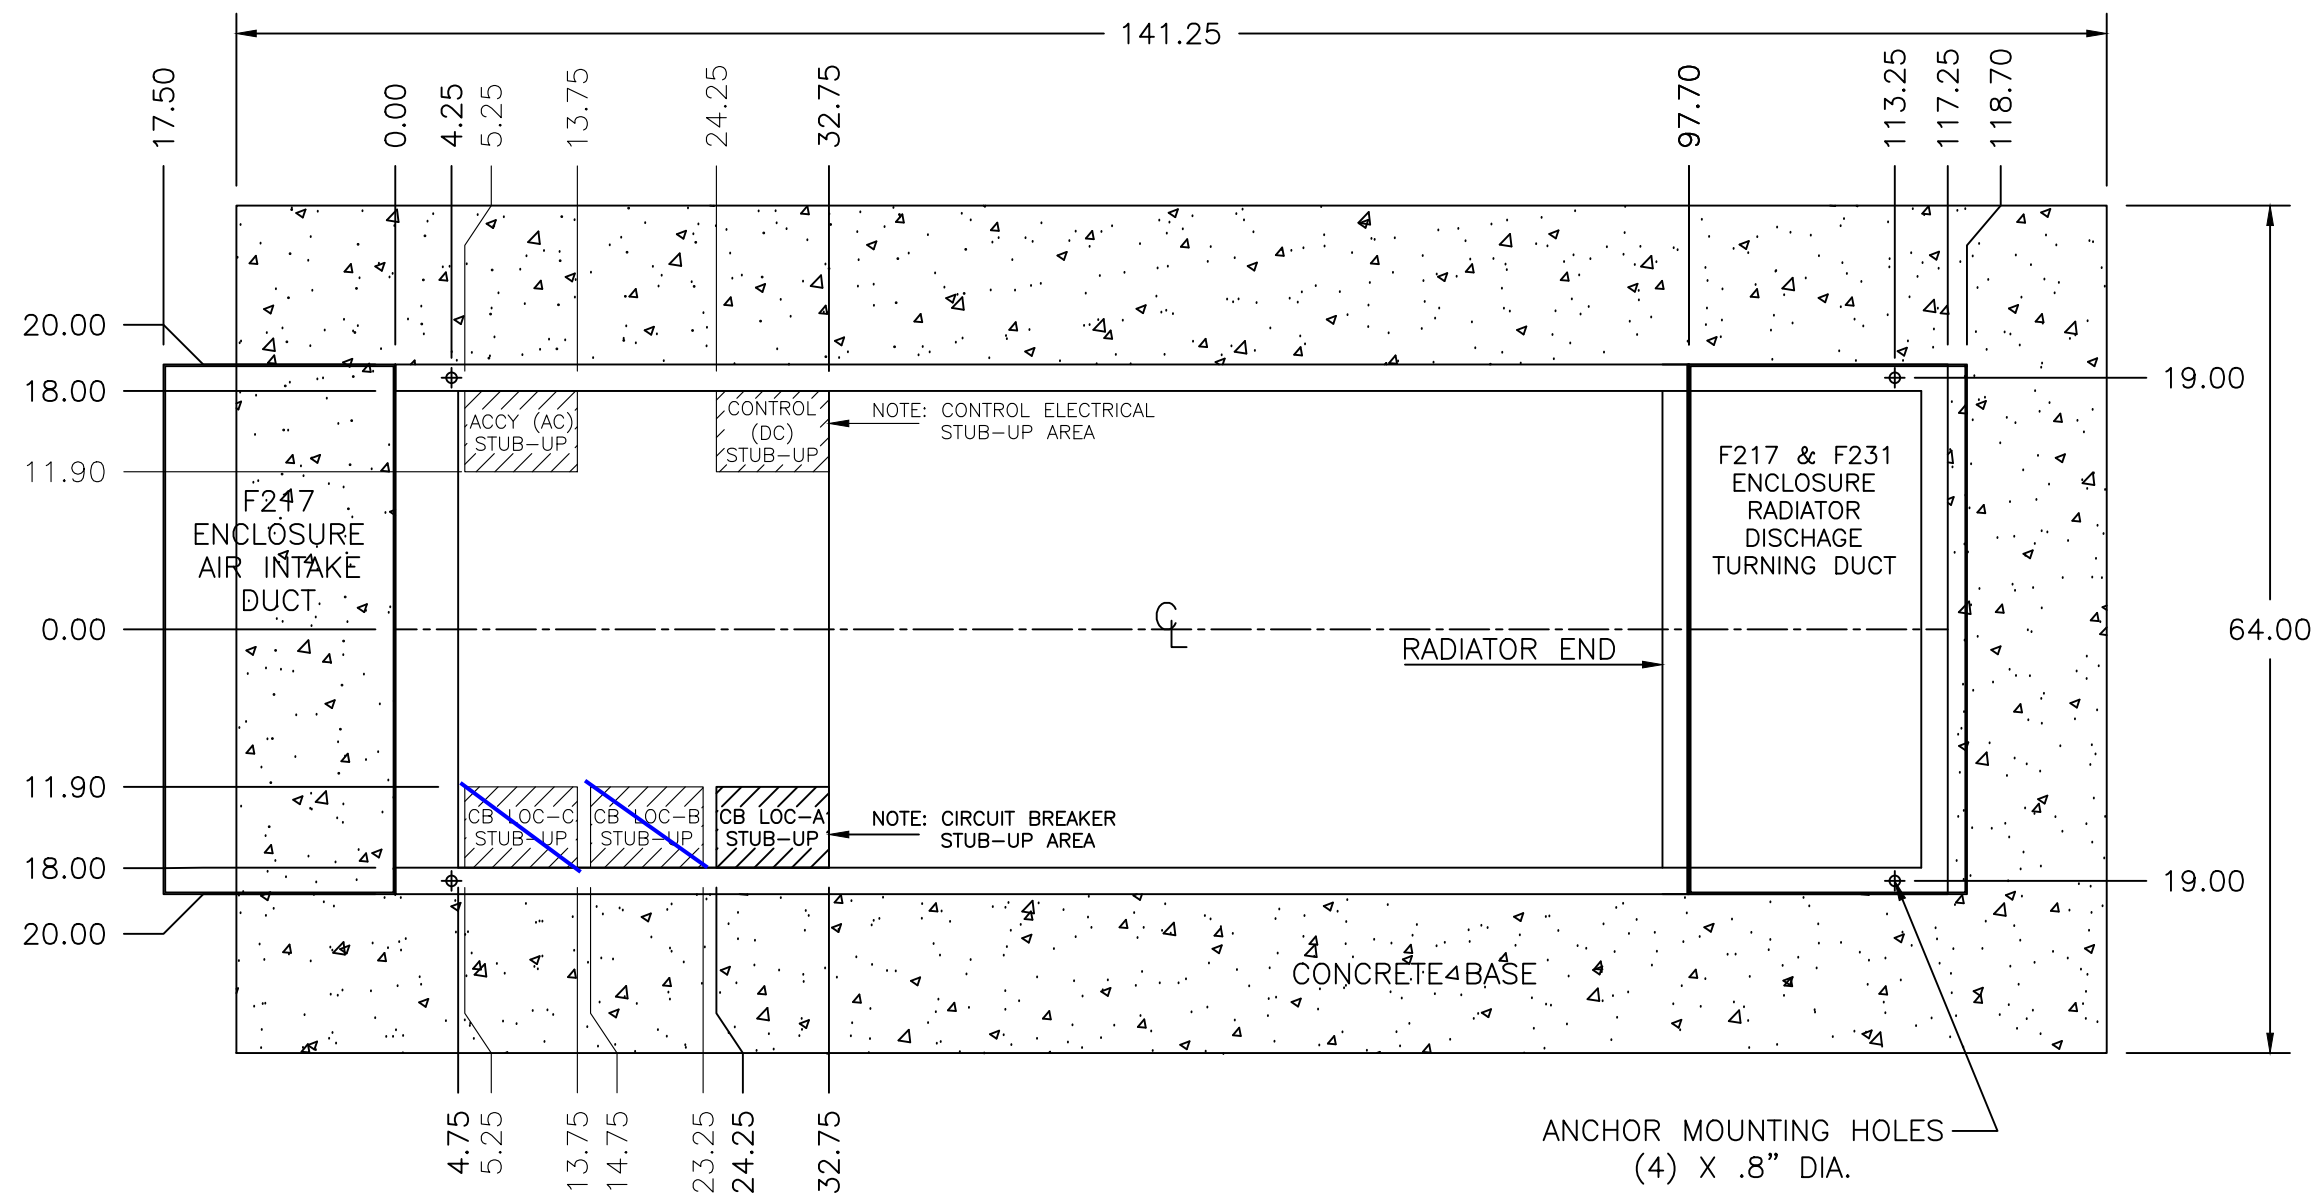 141.25
17.50
0.00
4.25
5.25
13.75
24.25
32.75
97.70
113.25
117.25
118.70
20.00
18.00
11.90
0.00
11.90
18.00
20.00
19.00
64.00
19.00
ACCY (AC)
STUB-UP
CONTROL
(DC)
STUB-UP
NOTE: CONTROL ELECTRICAL
STUB-UP AREA
F217
ENCLOSURE
AIR INTAKE
DUCT
F217 & F231
ENCLOSURE
RADIATOR
DISCHAGE
TURNING DUCT
CL
RADIATOR END
CB LOC-C
STUB-UP
CB LOC-B
STUB-UP
CB LOC-A
STUB-UP
NOTE: CIRCUIT BREAKER
STUB-UP AREA
CONCRETE BASE
4.75
5.25
13.75
14.75
23.25
24.25
32.75
ANCHOR MOUNTING HOLES
(4) X .8” DIA.